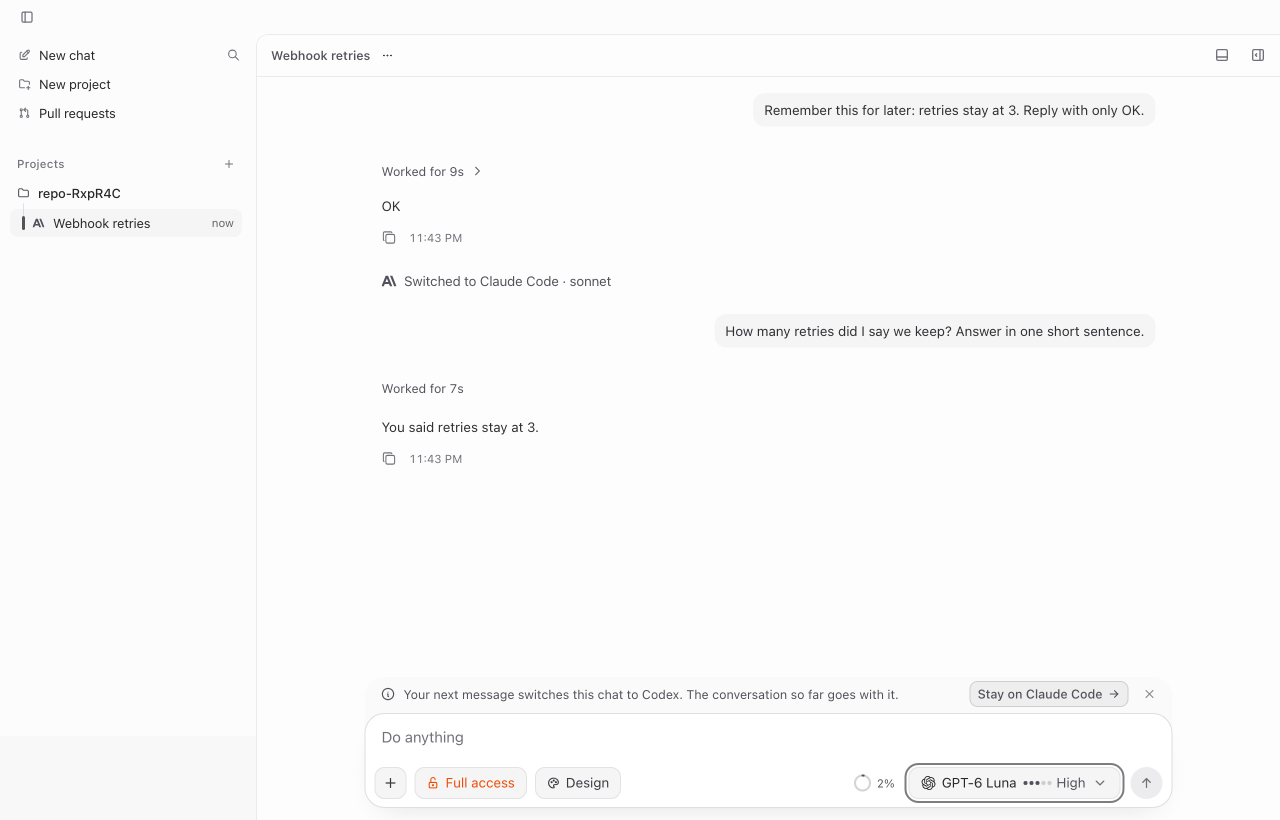 New chat
New project
Pull requests
Projects
repo-RxpR4C
Webhook retries now
Webhook retries
Remember this for later: retries stay at 3. Reply with only OK.
Worked for 9s
OK
11:43 PM
Switched to Claude Code · sonnet
How many retries did I say we keep? Answer in one short sentence.
Worked for 7s
You said retries stay at 3.
11:43 PM
Your next message switches this chat to Codex. The conversation so far goes with it.
Stay on Claude Code →
Do anything
Full access
Design
2%
GPT-6 Luna
High